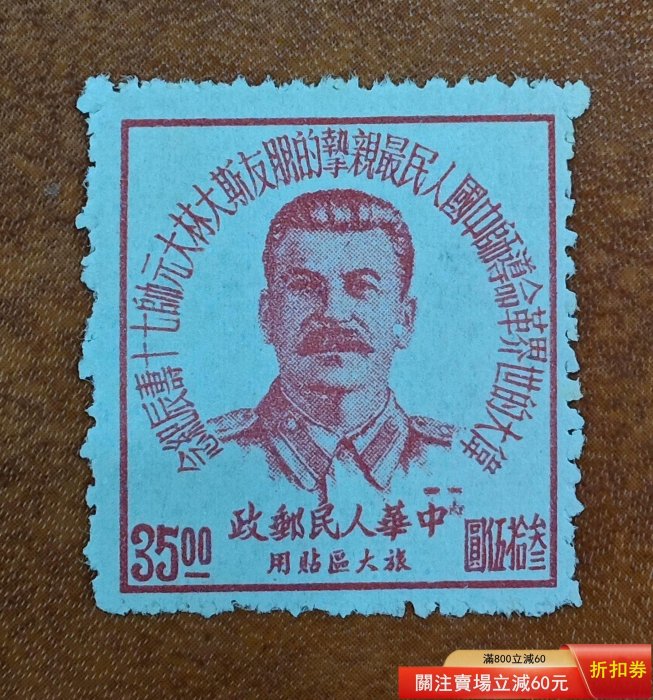 偉大的世界革命導師中國人民最親摯的朋友斯大林大元帥七十壽辰紀念
中華人民郵政
旅大區貼用
叁拾伍圓
35.00
滿800立減60
關注賣場立減60元
折扣券